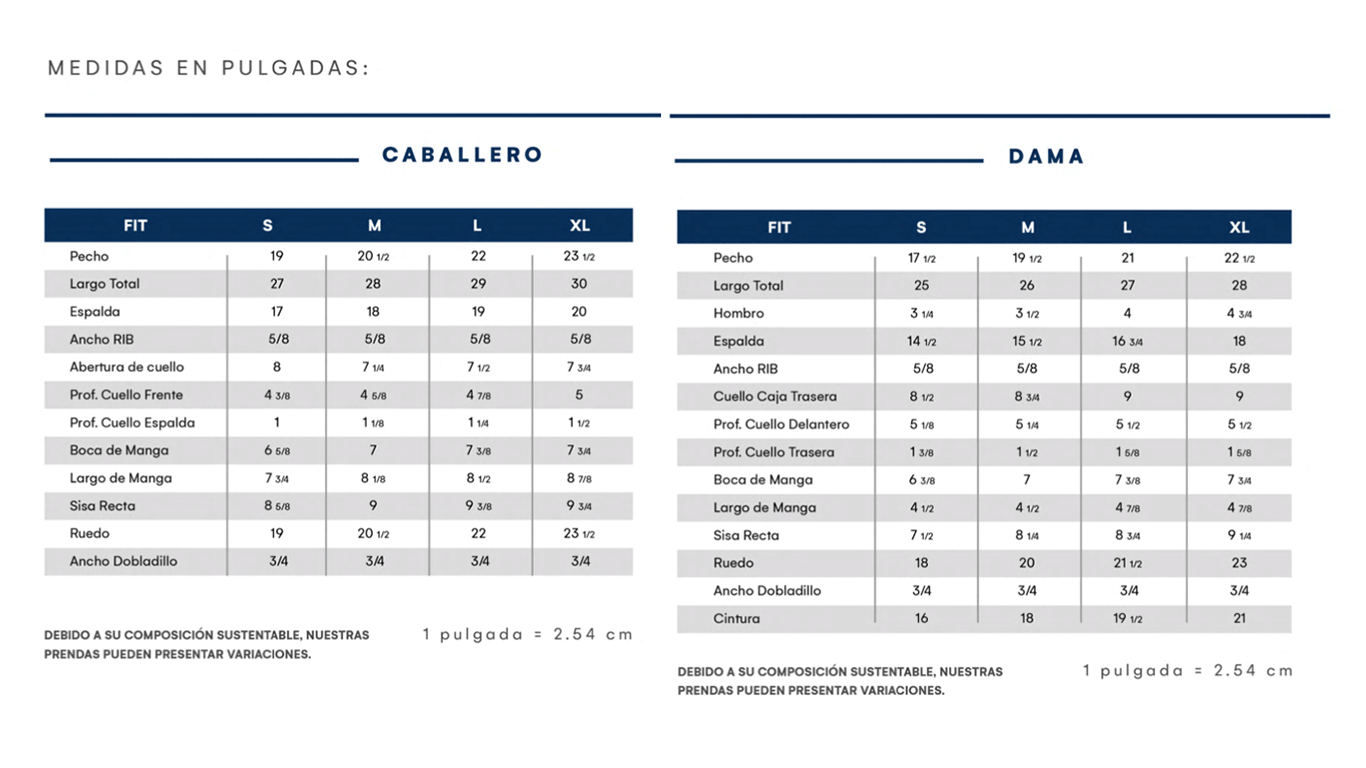 MEDIDAS EN PULGADAS:
CABALLERO
FIT S M L XL
Pecho 19 20 1/2 22 23 1/2
Largo Total 27 28 29 30
Espalda 17 18 19 20
Ancho RIB 5/8 5/8 5/8 5/8
Abertura de cuello 8 7 1/4 7 1/2 7 3/4
Prof. Cuello Frente 4 3/8 4 5/8 4 7/8 5
Prof. Cuello Espalda 1 1 1/8 1 1/4 1 1/2
Boca de Manga 6 5/8 7 7 3/8 7 3/4
Largo de Manga 7 3/4 8 1/8 8 1/2 8 7/8
Sisa Recta 8 5/8 9 9 3/8 9 3/4
Ruedo 19 20 1/2 22 23 1/2
Ancho Dobladillo 3/4 3/4 3/4 3/4
DEBIDO A SU COMPOSICIÓN SUSTENTABLE, NUESTRAS
PRENDAS PUEDEN PRESENTAR VARIACIONES.
1 pulgada = 2.54 cm
DAMA
FIT S M L XL
Pecho 17 1/2 19 1/2 21 22 1/2
Largo Total 25 26 27 28
Hombro 3 1/4 3 1/2 4 4 3/4
Espalda 14 1/2 15 1/2 16 3/4 18
Ancho RIB 5/8 5/8 5/8 5/8
Cuello Caja Trasera 8 1/2 8 3/4 9 9
Prof. Cuello Delantero 5 1/8 5 1/4 5 1/2 5 1/2
Prof. Cuello Trasera 1 3/8 1 1/2 1 5/8 1 5/8
Boca de Manga 6 3/8 7 7 3/8 7 3/4
Largo de Manga 4 1/2 4 1/2 4 7/8 4 7/8
Sisa Recta 7 1/2 8 1/4 8 3/4 9 1/4
Ruedo 18 20 21 1/2 23
Ancho Dobladillo 3/4 3/4 3/4 3/4
Cintura 16 18 19 1/2 21
DEBIDO A SU COMPOSICIÓN SUSTENTABLE, NUESTRAS
PRENDAS PUEDEN PRESENTAR VARIACIONES.
1 pulgada = 2.54 cm